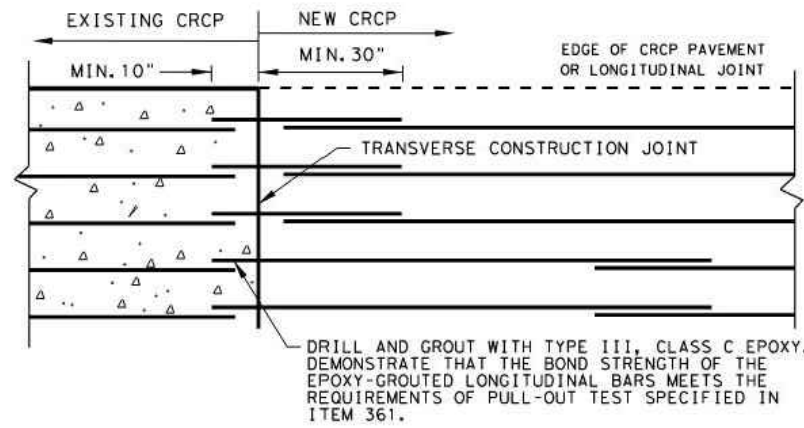 EXISTING CRCP
NEW CRCP
MIN. 10"
MIN. 30"
EDGE OF CRCP PAVEMENT
OR LONGITUDINAL JOINT
TRANSVERSE CONSTRUCTION JOINT
DRILL AND GROUT WITH TYPE III, CLASS C EPOXY.
DEMONSTRATE THAT THE BOND STRENGTH OF THE
EPOXY-GROUTED LONGITUDINAL BARS MEETS THE
REQUIREMENTS OF PULL-OUT TEST SPECIFIED IN
ITEM 361.